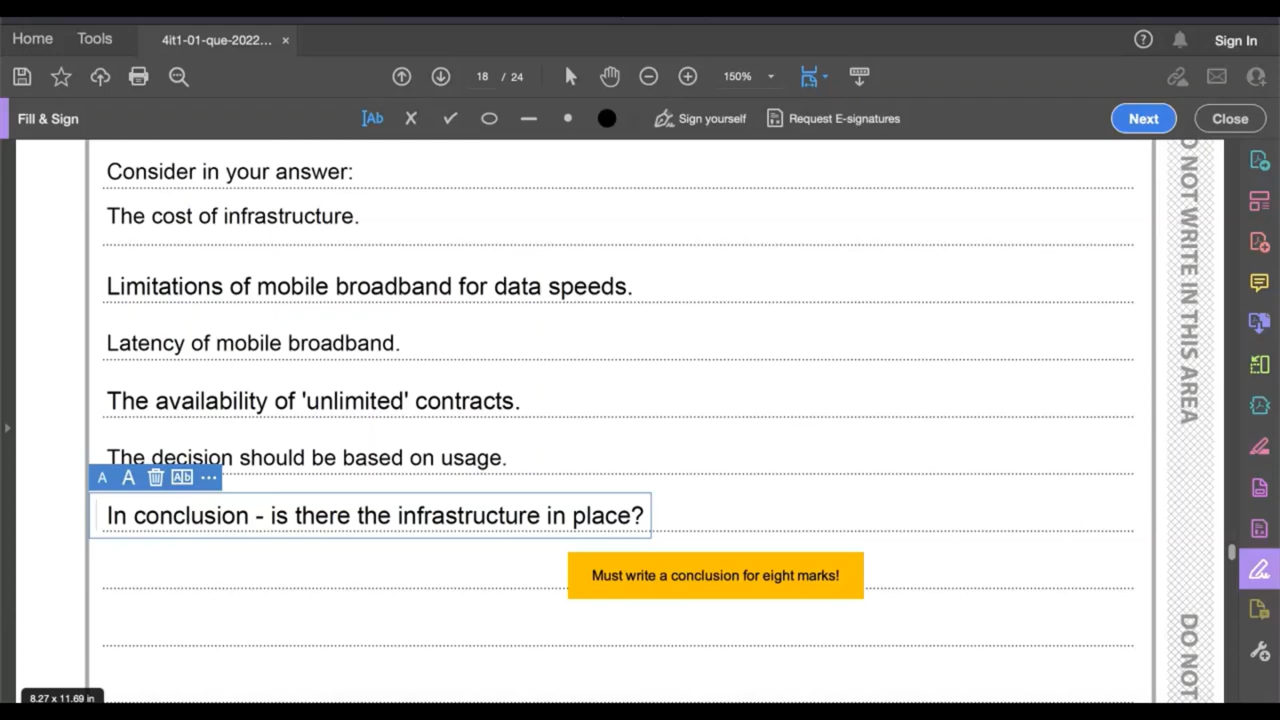 Home Tools 4it1-01-que-2022... × Sign In
18 / 24 150%
Fill & Sign Ab Sign yourself Request E-signatures Next Close
Consider in your answer:
The cost of infrastructure.
Limitations of mobile broadband for data speeds.
Latency of mobile broadband.
The availability of 'unlimited' contracts.
The decision should be based on usage.
A A Ab ...
In conclusion - is there the infrastructure in place?
Must write a conclusion for eight marks!
8.27 x 11.69 in
DO NOT WRITE IN THIS AREA
DO NOT